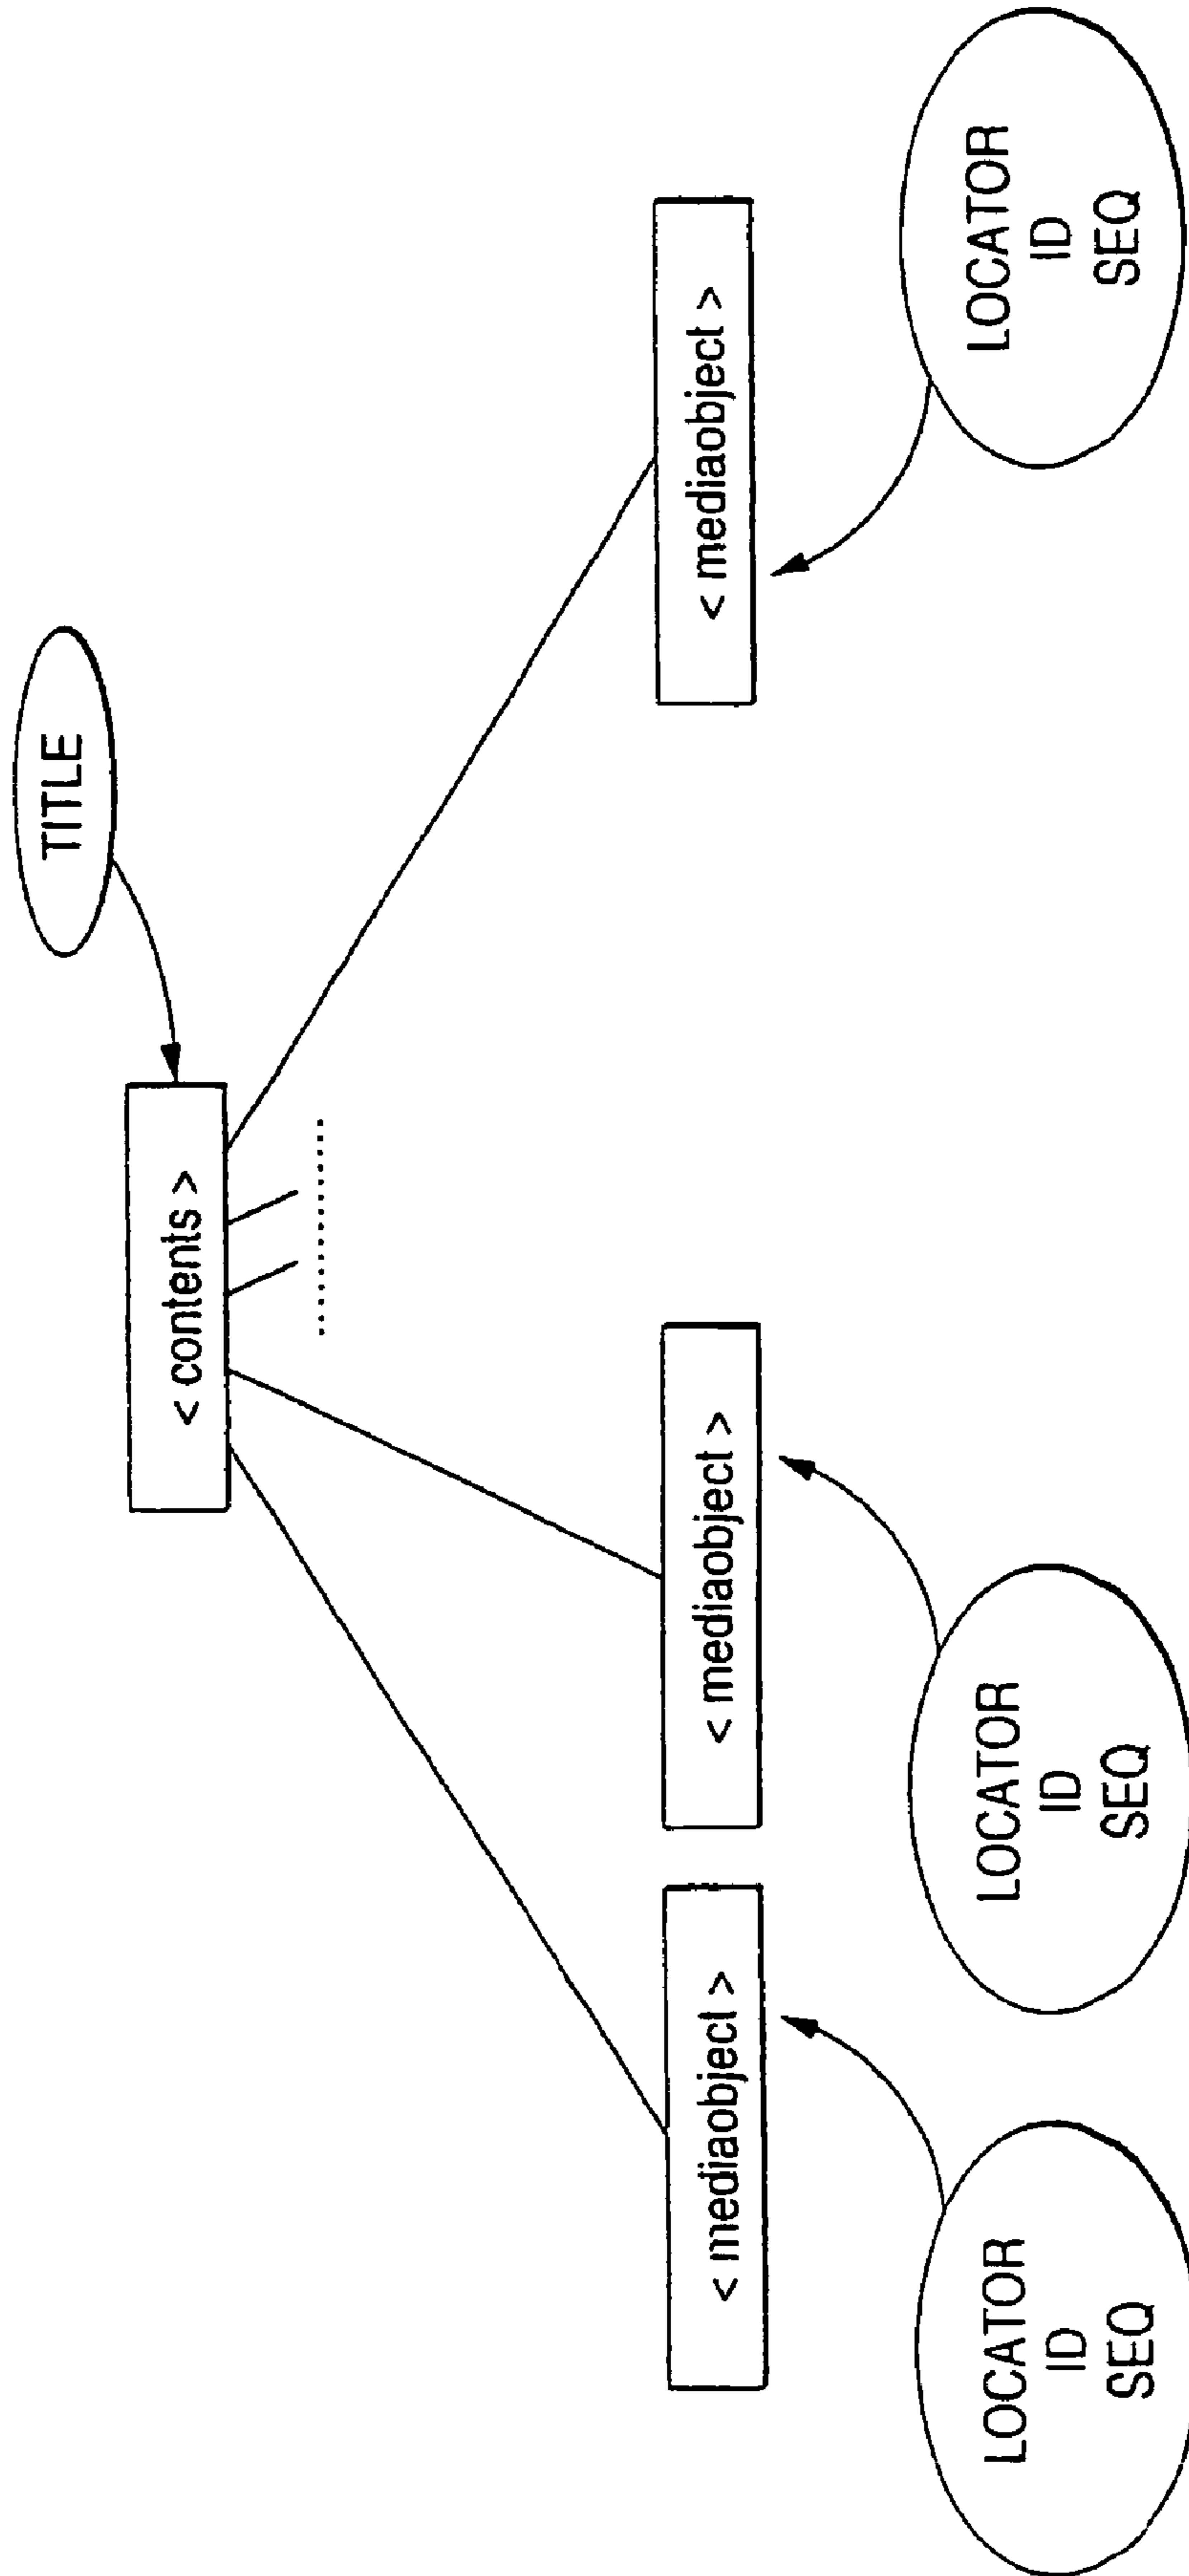 TITLE
< contents >
< mediaobject >
< mediaobject >
< mediaobject >
LOCATOR
ID
SEQ
LOCATOR
ID
SEQ
LOCATOR
ID
SEQ